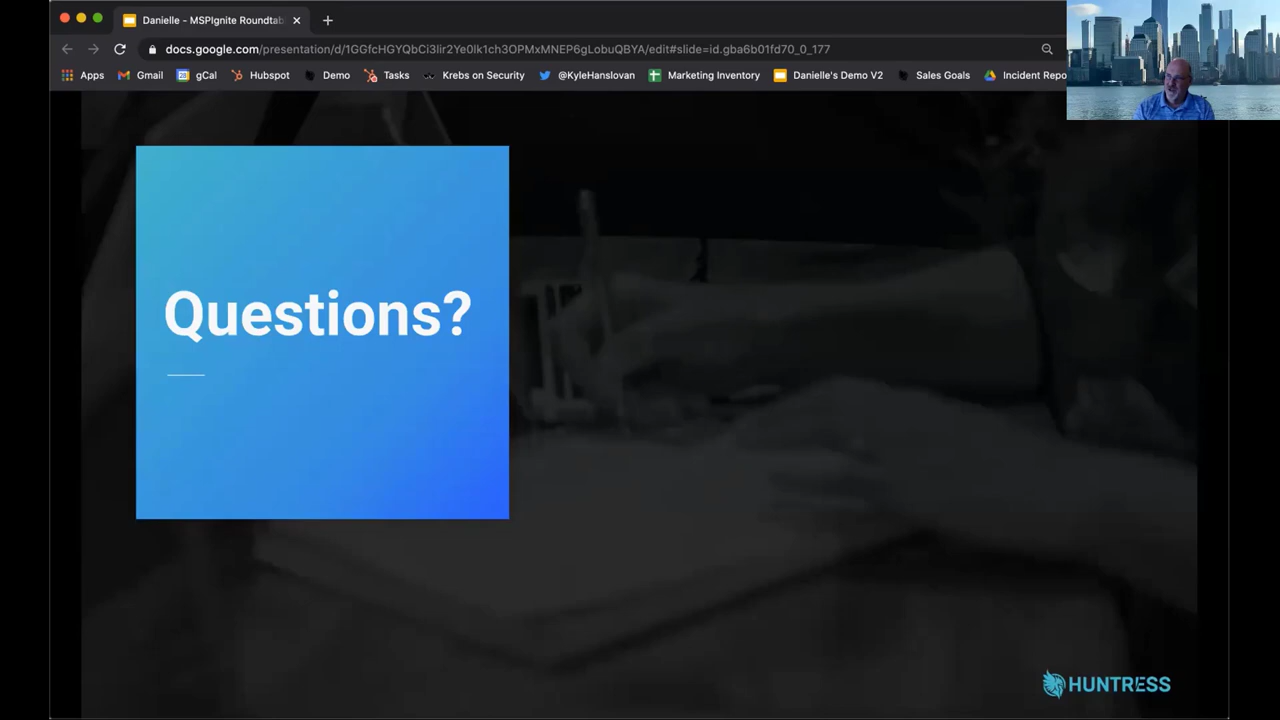 Danielle - MSPIgnite Roundtab
docs.google.com/presentation/d/1GGfcHGYQbCi3lir2Ye0lk1ch3OPMxMNEP6gLobuQBYA/edit#slide=id.gba6b01fd70_0_177
Apps Gmail gCal Hubspot Demo Tasks Krebs on Security @KyleHanslovan Marketing Inventory Danielle's Demo V2 Sales Goals Incident Repo
Questions?
HUNTRESS